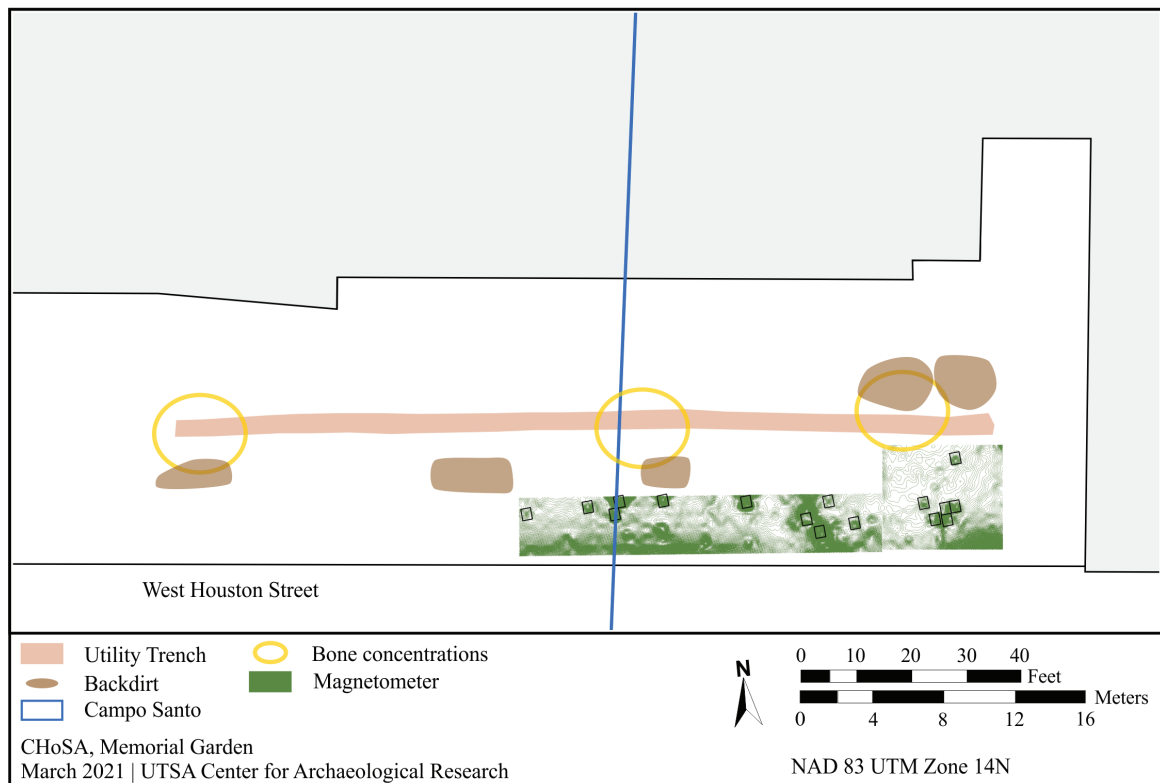 West Houston Street
Utility Trench
Bone concentrations
Backdirt
Magnetometer
Campo Santo
CHoSA, Memorial Garden
March 2021 | UTSA Center for Archaeological Research
N
0 10 20 30 40
Feet
Meters
0 4 8 12 16
NAD 83 UTM Zone 14N